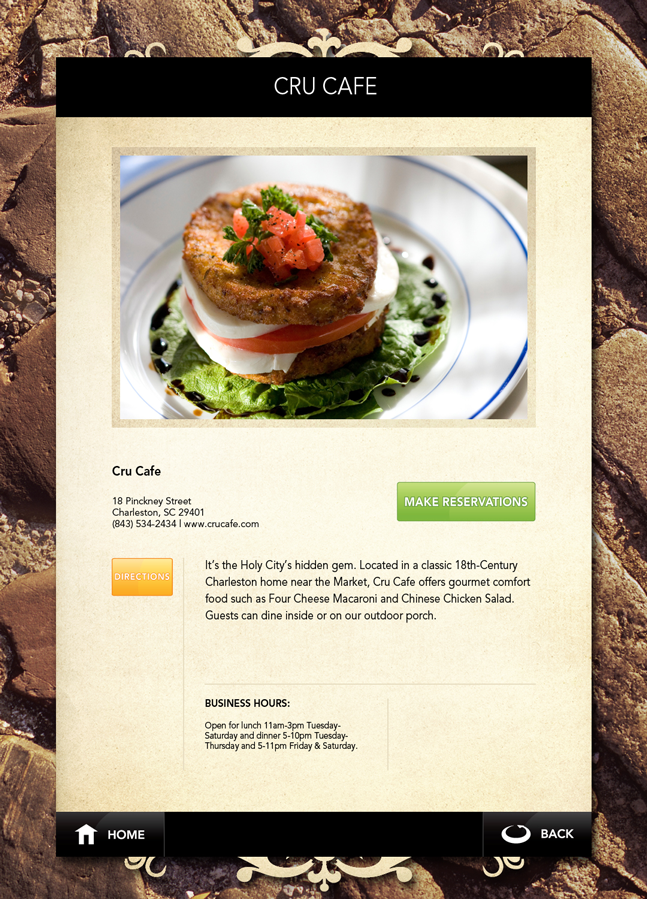 CRU CAFE
Cru Cafe
18 Pinckney Street
Charleston, SC 29401
(843) 534-2434 | www.crucafe.com
MAKE RESERVATIONS
DIRECTIONS
It's the Holy City's hidden gem. Located in a classic 18th-Century
Charleston home near the Market, Cru Cafe offers gourmet comfort
food such as Four Cheese Macaroni and Chinese Chicken Salad.
Guests can dine inside or on our outdoor porch.
BUSINESS HOURS:
Open for lunch 11am-3pm Tuesday-
Saturday and dinner 5-10pm Tuesday-
Thursday and 5-11pm Friday & Saturday.
HOME
BACK